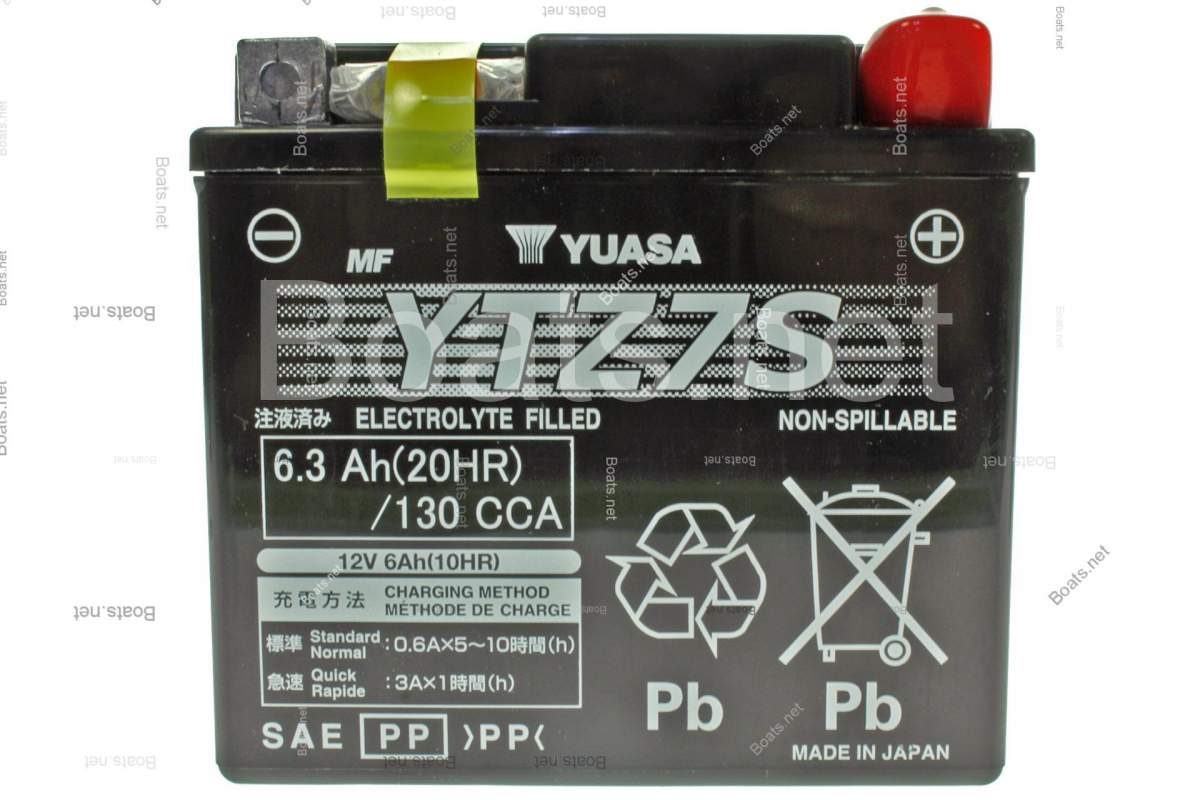 YUASA
MF
YTZ7S
Boats.net
注液済み ELECTROLYTE FILLED
NON-SPILLABLE
6.3 Ah(20HR)
/130 CCA
12V 6Ah(10HR)
充電方法 CHARGING METHOD
MÉTHODE DE CHARGE
標準 Standard Normal : 0.6A×5～10時間(h)
急速 Quick Rapide : 3A×1時間(h)
SAE PP >PP<
Pb
Pb
MADE IN JAPAN
Boats.net